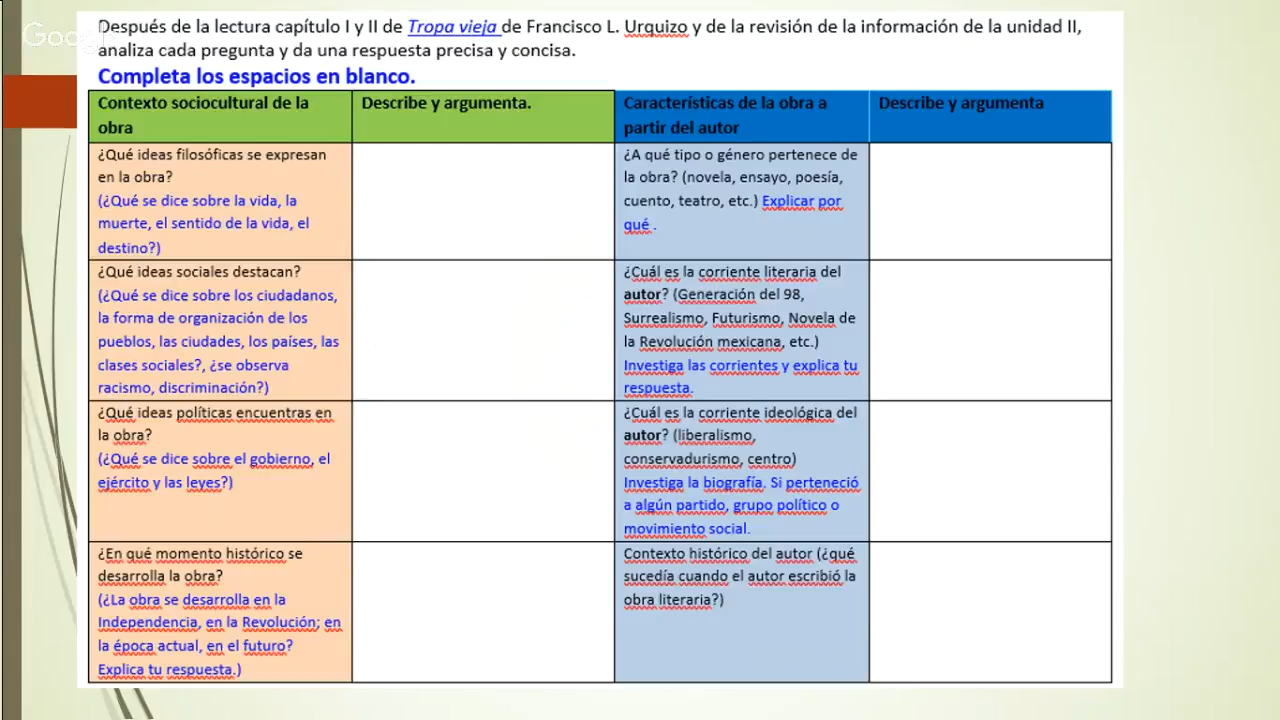 Después de la lectura capítulo I y II de Tropa vieja de Francisco L. Urquizo y de la revisión de la información de la unidad II,
analiza cada pregunta y da una respuesta precisa y concisa.
Completa los espacios en blanco.
Contexto sociocultural de la
obra
Describe y argumenta.
Características de la obra a
partir del autor
Describe y argumenta
¿Qué ideas filosóficas se expresan
en la obra?
(¿Qué se dice sobre la vida, la
muerte, el sentido de la vida, el
destino?)
¿A qué tipo o género pertenece de
la obra? (novela, ensayo, poesía,
cuento, teatro, etc.) Explicar por
qué .
¿Qué ideas sociales destacan?
(¿Qué se dice sobre los ciudadanos,
la forma de organización de los
pueblos, las ciudades, los países, las
clases sociales?, ¿se observa
racismo, discriminación?)
¿Cuál es la corriente literaria del
autor? (Generación del 98,
Surrealismo, Futurismo, Novela de
la Revolución mexicana, etc.)
Investiga las corrientes y explica tu
respuesta.
¿Qué ideas políticas encuentras en
la obra?
(¿Qué se dice sobre el gobierno, el
ejército y las leyes?)
¿Cuál es la corriente ideológica del
autor? (liberalismo,
conservadurismo, centro)
Investiga la biografía. Si perteneció
a algún partido, grupo político o
movimiento social.
¿En qué momento histórico se
desarrolla la obra?
(¿La obra se desarrolla en la
Independencia, en la Revolución; en
la época actual, en el futuro?
Explica tu respuesta.)
Contexto histórico del autor (¿qué
sucedía cuando el autor escribió la
obra literaria?)